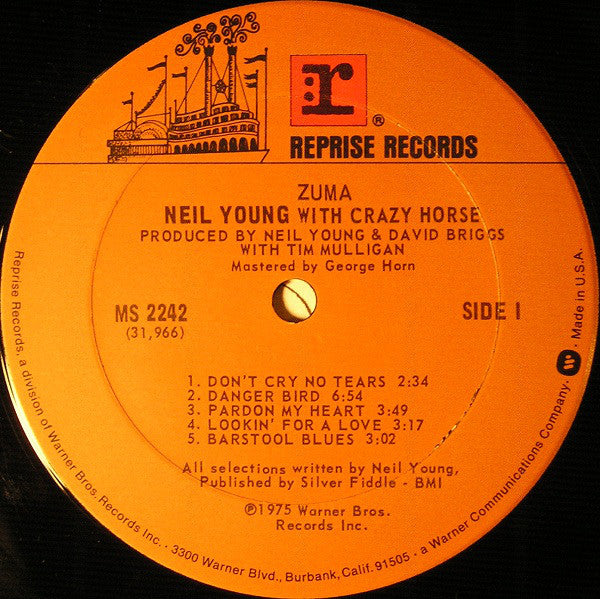 r
®
REPRISE RECORDS
ZUMA
NEIL YOUNG WITH CRAZY HORSE
PRODUCED BY NEIL YOUNG & DAVID BRIGGS
WITH TIM MULLIGAN
Mastered by George Horn
MS 2242
(31,966)
SIDE 1
1. DON'T CRY NO TEARS 2:34
2. DANGER BIRD 6:54
3. PARDON MY HEART 3:49
4. LOOKIN' FOR A LOVE 3:17
5. BARSTOOL BLUES 3:02
All selections written by Neil Young,
Published by Silver Fiddle - BMI
℗1975 Warner Bros.
Records Inc.
Reprise Records, a division of Warner Bros. Records Inc. · 3300 Warner Blvd., Burbank, Calif. 91505 · a Warner Communications Company. · Made in U.S.A.